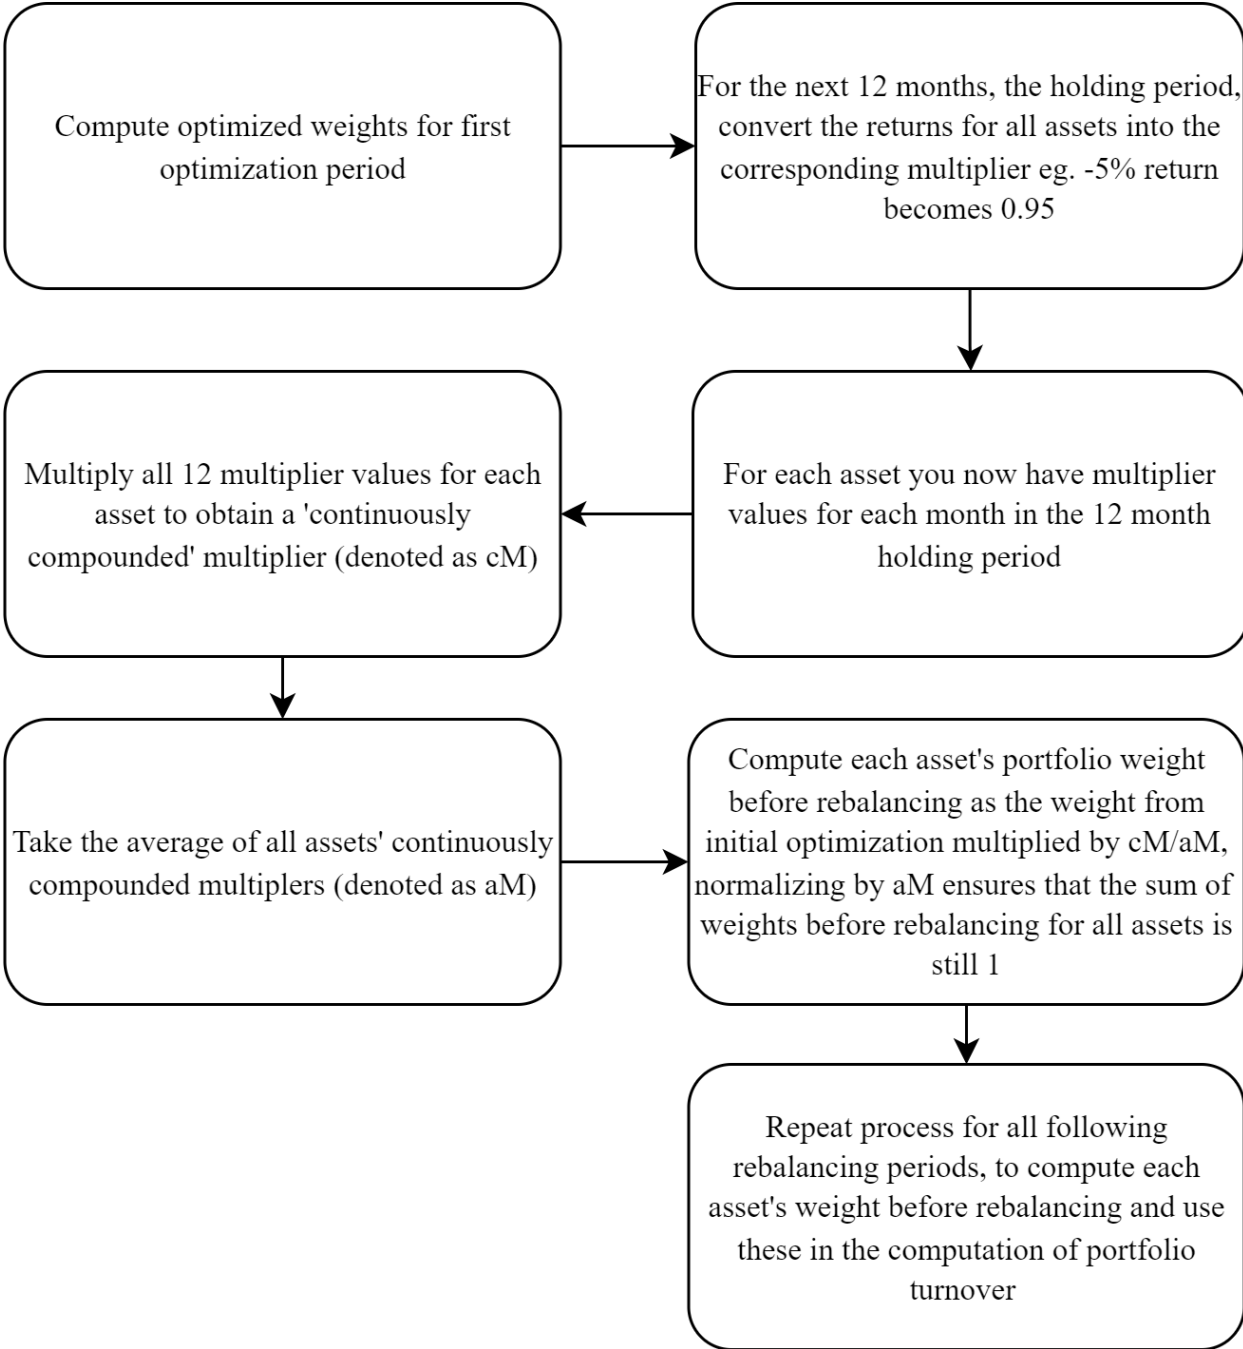 Compute optimized weights for first
optimization period
For the next 12 months, the holding period,
convert the returns for all assets into the
corresponding multiplier eg. -5% return
becomes 0.95
For each asset you now have multiplier
values for each month in the 12 month
holding period
Multiply all 12 multiplier values for each
asset to obtain a 'continuously
compounded' multiplier (denoted as cM)
Take the average of all assets' continuously
compounded multiplers (denoted as aM)
Compute each asset's portfolio weight
before rebalancing as the weight from
initial optimization multiplied by cM/aM,
normalizing by aM ensures that the sum of
weights before rebalancing for all assets is
still 1
Repeat process for all following
rebalancing periods, to compute each
asset's weight before rebalancing and use
these in the computation of portfolio
turnover